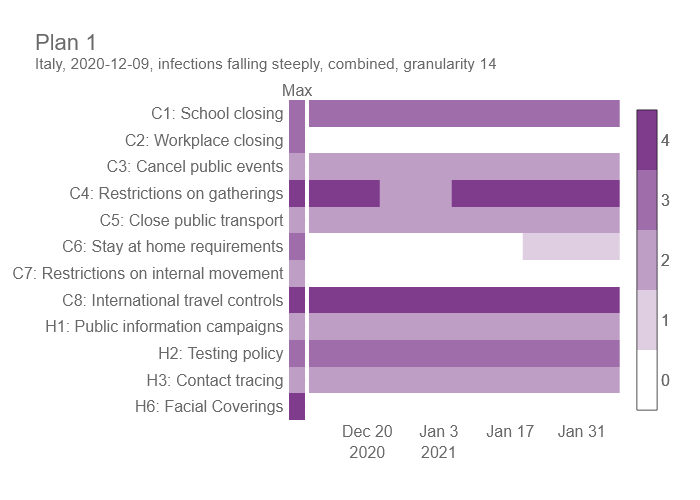 Plan 1
Italy, 2020-12-09, infections falling steeply, combined, granularity 14
Max
C1: School closing
C2: Workplace closing
C3: Cancel public events
C4: Restrictions on gatherings
C5: Close public transport
C6: Stay at home requirements
C7: Restrictions on internal movement
C8: International travel controls
H1: Public information campaigns
H2: Testing policy
H3: Contact tracing
H6: Facial Coverings
4
3
2
1
0
Dec 20 Jan 3 Jan 17 Jan 31
2020 2021